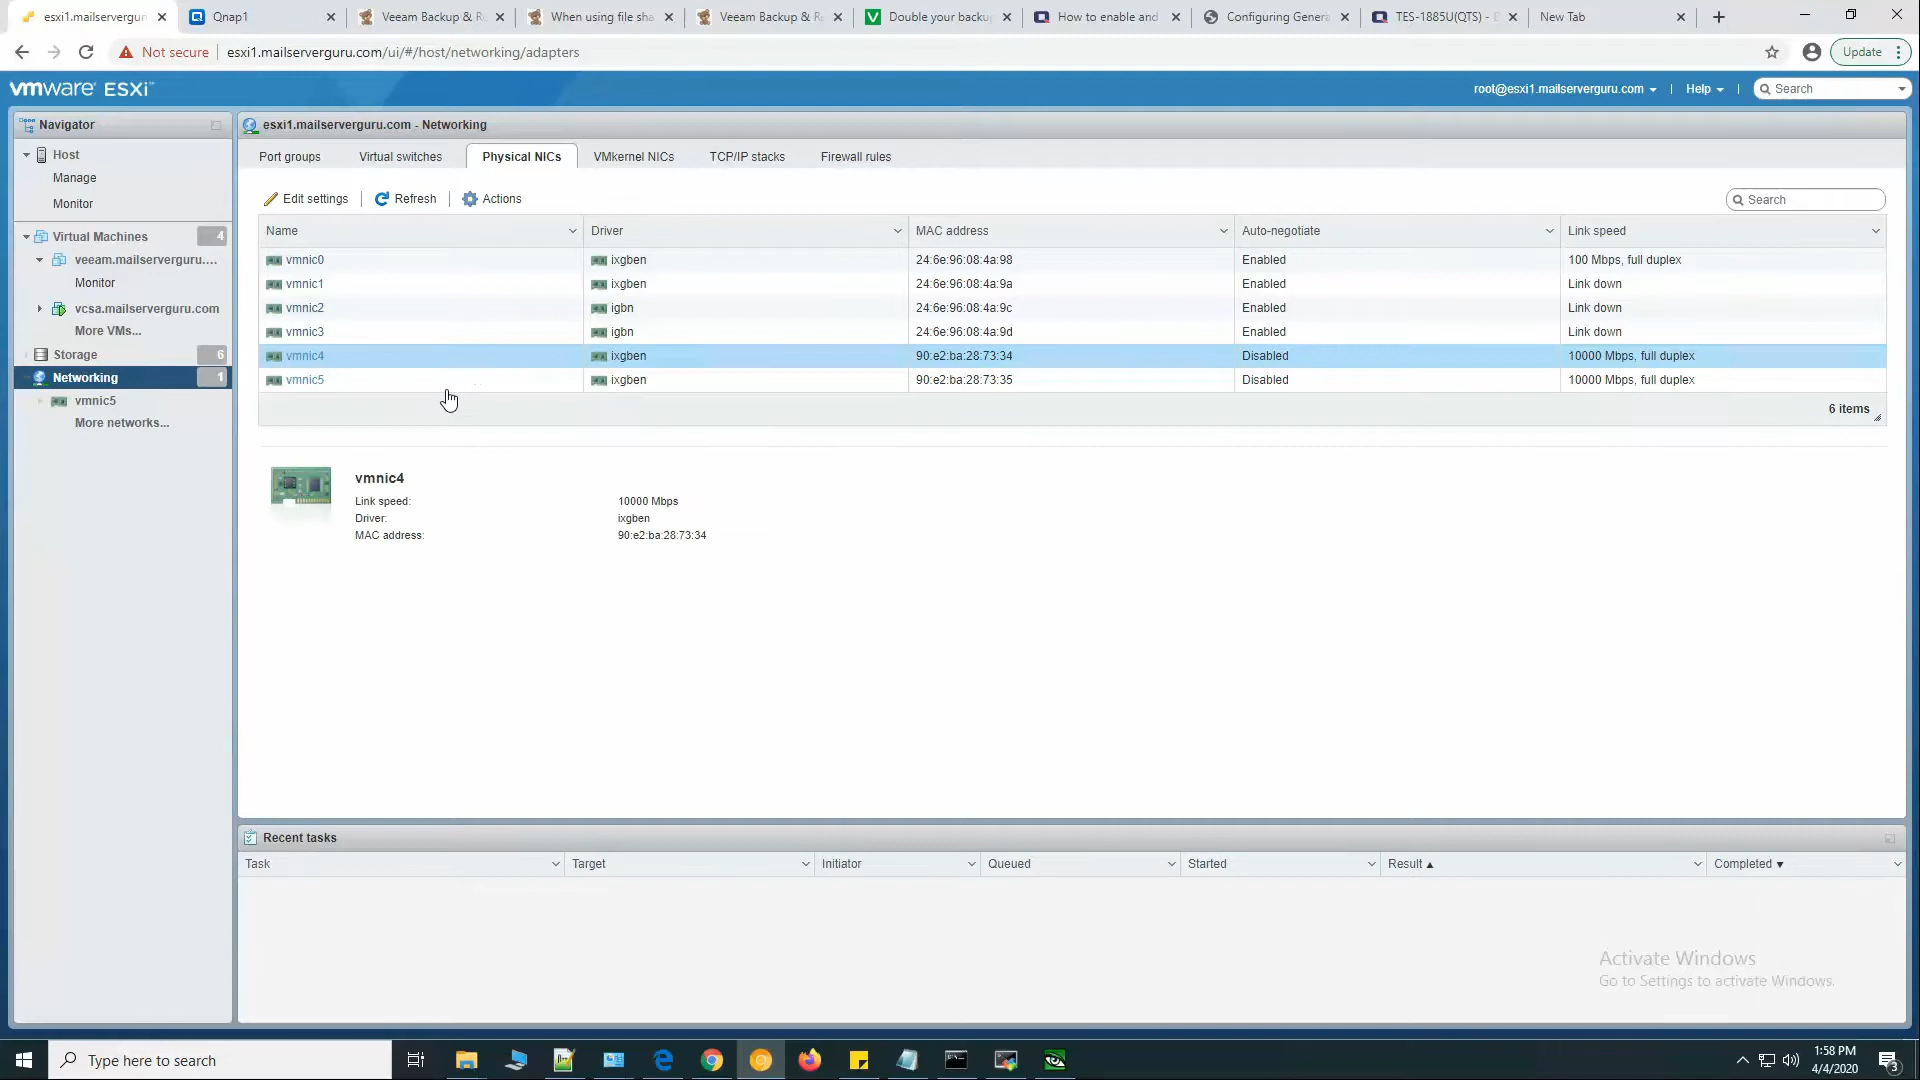 esxi1.mailserverguru
Qnap1
Veeam Backup & R
When using file sha
Veeam Backup & R
Double your backup
How to enable and
Configuring Genera
TES-1885U(QTS) - E
New Tab
Not secure
esxi1.mailserverguru.com/ui/#/host/networking/adapters
Update
vmware ESXi
root@esxi1.mailserverguru.com
Help
Search
Navigator
Host
Manage
Monitor
Virtual Machines 4
veeam.mailserverguru....
Monitor
vcsa.mailserverguru.com
More VMs...
Storage 6
Networking 1
vmnic5
More networks...
esxi1.mailserverguru.com - Networking
Port groups Virtual switches Physical NICs VMkernel NICs TCP/IP stacks Firewall rules
Edit settings Refresh Actions
Search
Name Driver MAC address Auto-negotiate Link speed
vmnic0 ixgben 24:6e:96:08:4a:98 Enabled 100 Mbps, full duplex
vmnic1 ixgben 24:6e:96:08:4a:9a Enabled Link down
vmnic2 igbn 24:6e:96:08:4a:9c Enabled Link down
vmnic3 igbn 24:6e:96:08:4a:9d Enabled Link down
vmnic4 ixgben 90:e2:ba:28:73:34 Disabled 10000 Mbps, full duplex
vmnic5 ixgben 90:e2:ba:28:73:35 Disabled 10000 Mbps, full duplex
6 items
vmnic4
Link speed: 10000 Mbps
Driver: ixgben
MAC address: 90:e2:ba:28:73:34
Recent tasks
Task Target Initiator Queued Started Result ▲ Completed ▼
Activate Windows
Go to Settings to activate Windows.
Type here to search
1:58 PM
4/4/2020
3